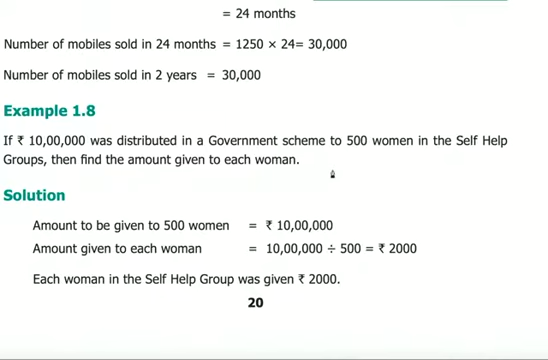 = 24 months
Number of mobiles sold in 24 months = 1250 × 24= 30,000
Number of mobiles sold in 2 years = 30,000
Example 1.8
If ₹ 10,00,000 was distributed in a Government scheme to 500 women in the Self Help
Groups, then find the amount given to each woman.
Solution
Amount to be given to 500 women = ₹ 10,00,000
Amount given to each woman = 10,00,000 ÷ 500 = ₹ 2000
Each woman in the Self Help Group was given ₹ 2000.
20